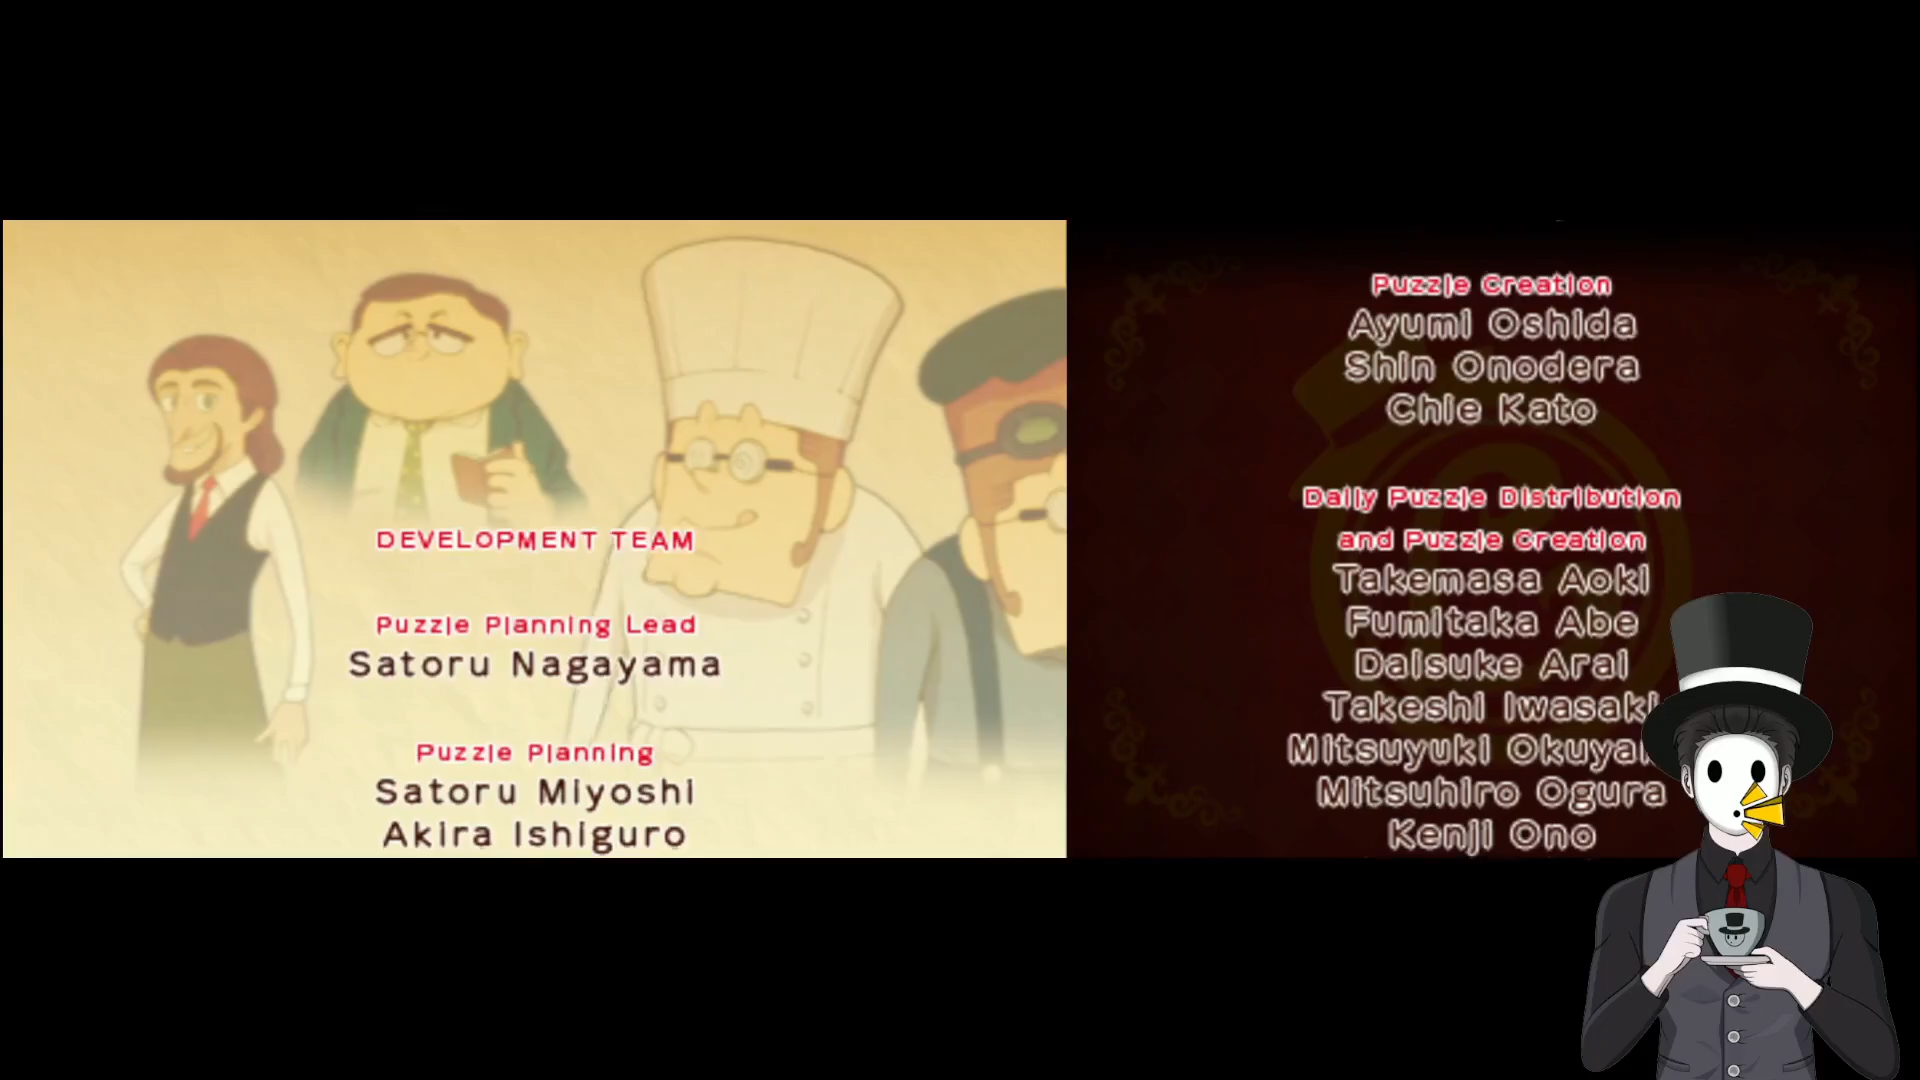 DEVELOPMENT TEAM
Puzzle Planning Lead
Satoru Nagayama
Puzzle Planning
Satoru Miyoshi
Akira Ishiguro
Puzzle Creation
Ayumi Oshida
Shin Onodera
Chie Kato
Daily Puzzle Distribution
and Puzzle Creation
Takemasa Aoki
Fumitaka Abe
Daisuke Arai
Takeshi Iwasaki
Mitsuyuki
Mitsuhiro Ogura
Kenji Ono